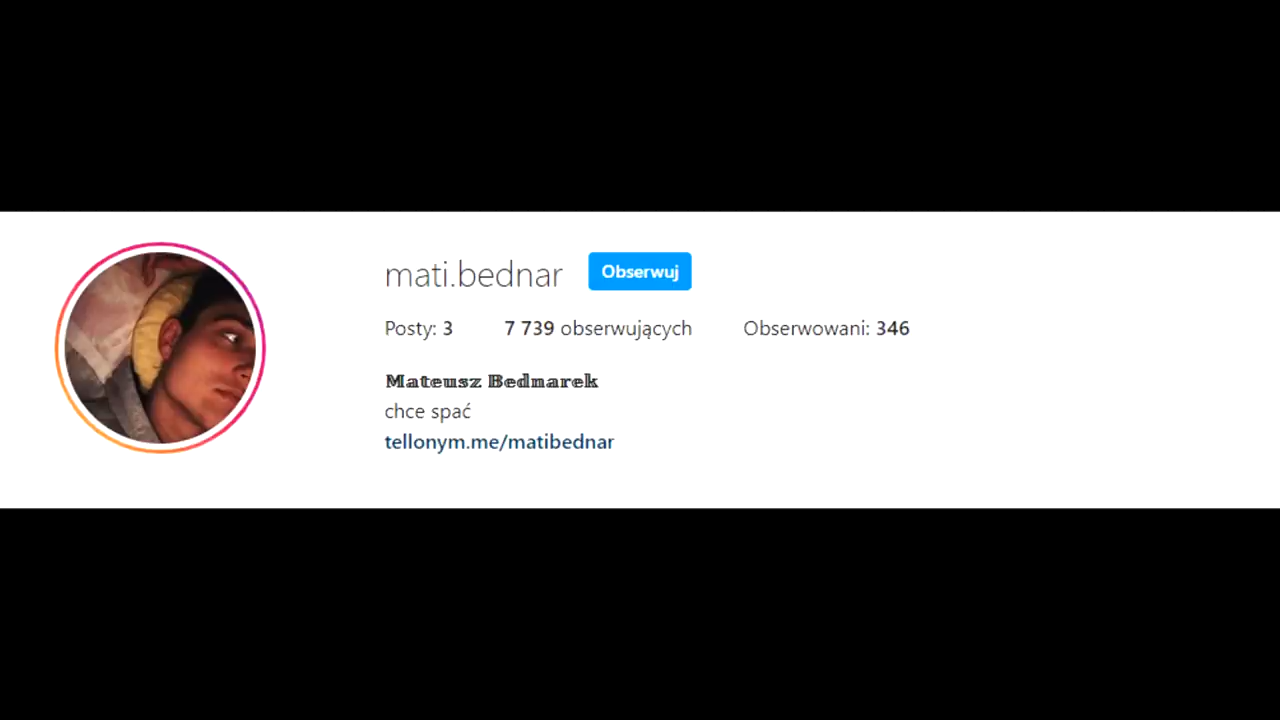 mati.bednar Obserwuj
Posty: 3 7 739 obserwujących Obserwowani: 346
Mateusz Bednarek
chce spać
tellonym.me/matibednar